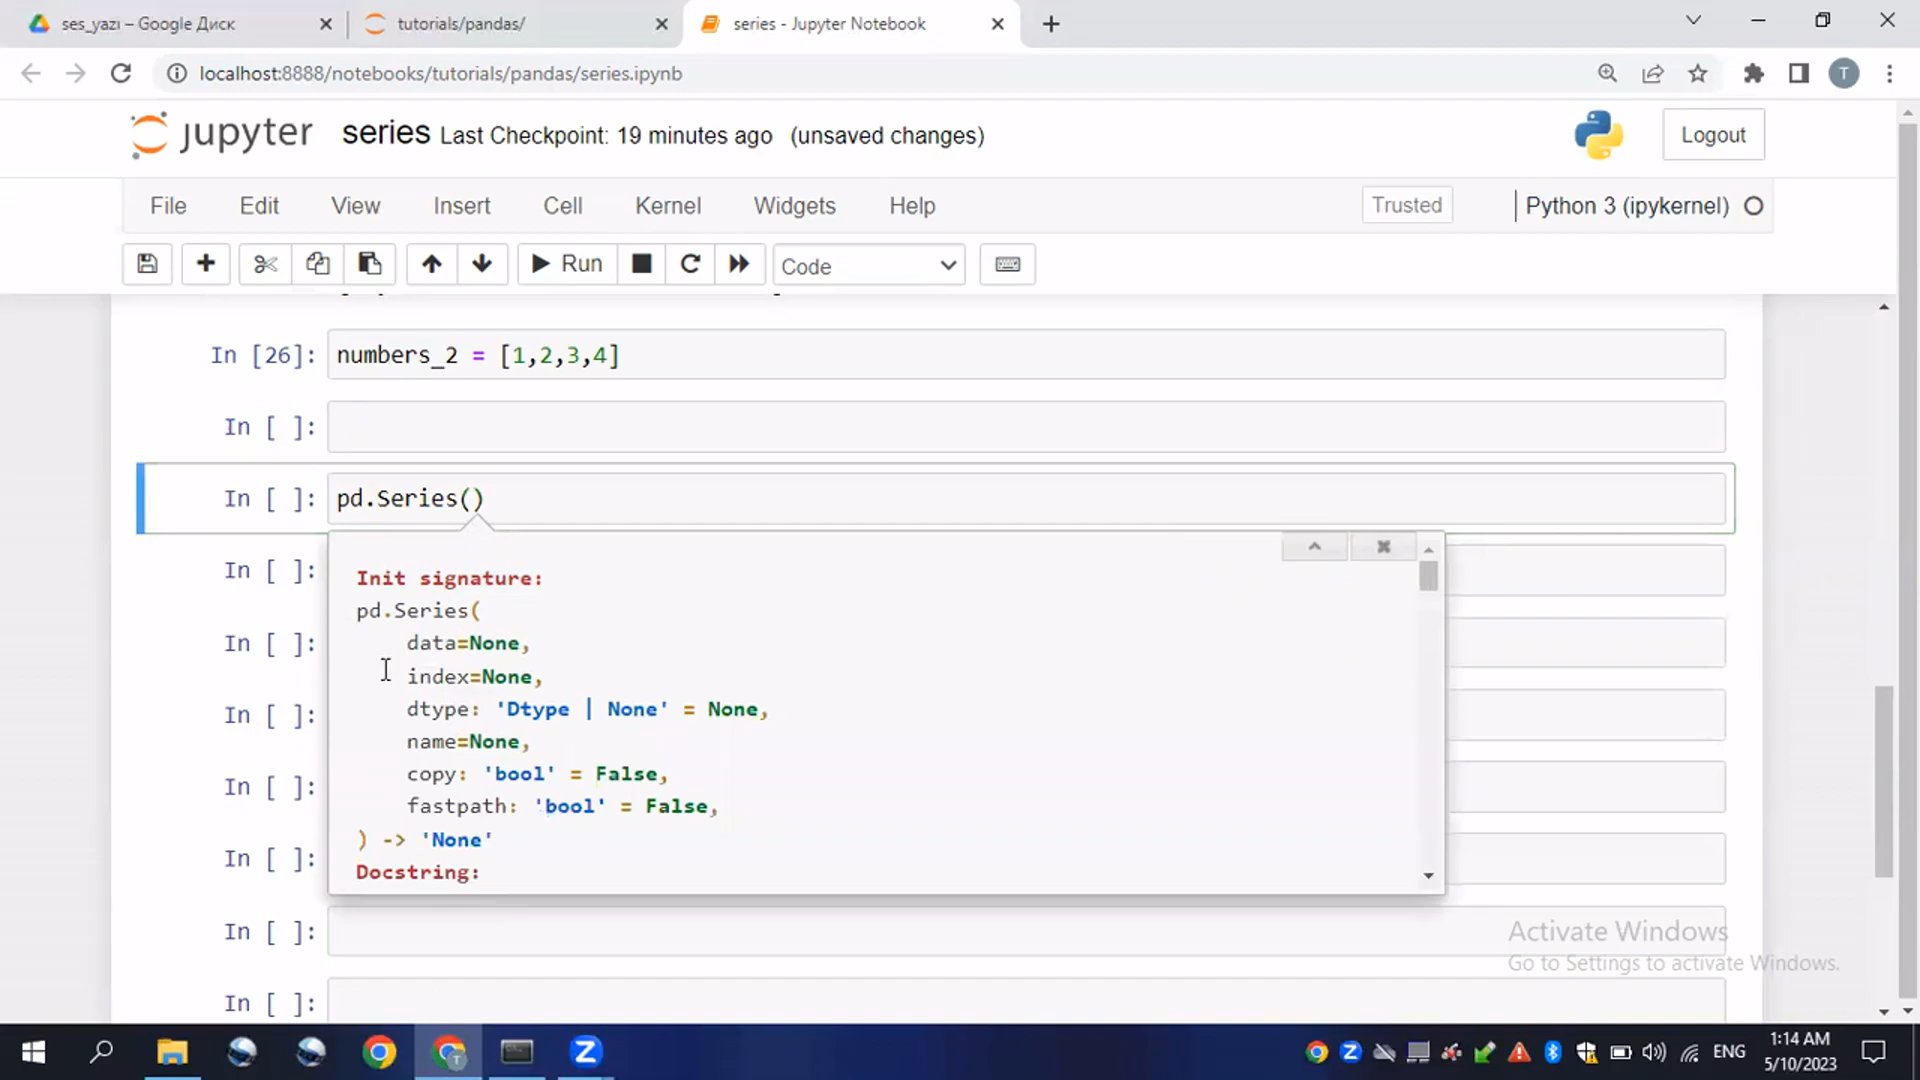 ses_yazı – Google Диск
tutorials/pandas/
series - Jupyter Notebook
localhost:8888/notebooks/tutorials/pandas/series.ipynb
T
jupyter
series Last Checkpoint: 19 minutes ago (unsaved changes)
Logout
File Edit View Insert Cell Kernel Widgets Help
Trusted
Python 3 (ipykernel)
Run
Code
In [26]: numbers_2 = [1,2,3,4]
In [ ]:
In [ ]: pd.Series()
In [ ]:
Init signature:
pd.Series(
data=None,
In [ ]:
index=None,
dtype: 'Dtype | None' = None,
In [ ]:
name=None,
copy: 'bool' = False,
In [ ]:
fastpath: 'bool' = False,
) -> 'None'
In [ ]:
Docstring:
In [ ]:
Activate Windows
Go to Settings to activate Windows.
In [ ]:
T
Z
Z
ENG
1:14 AM
5/10/2023